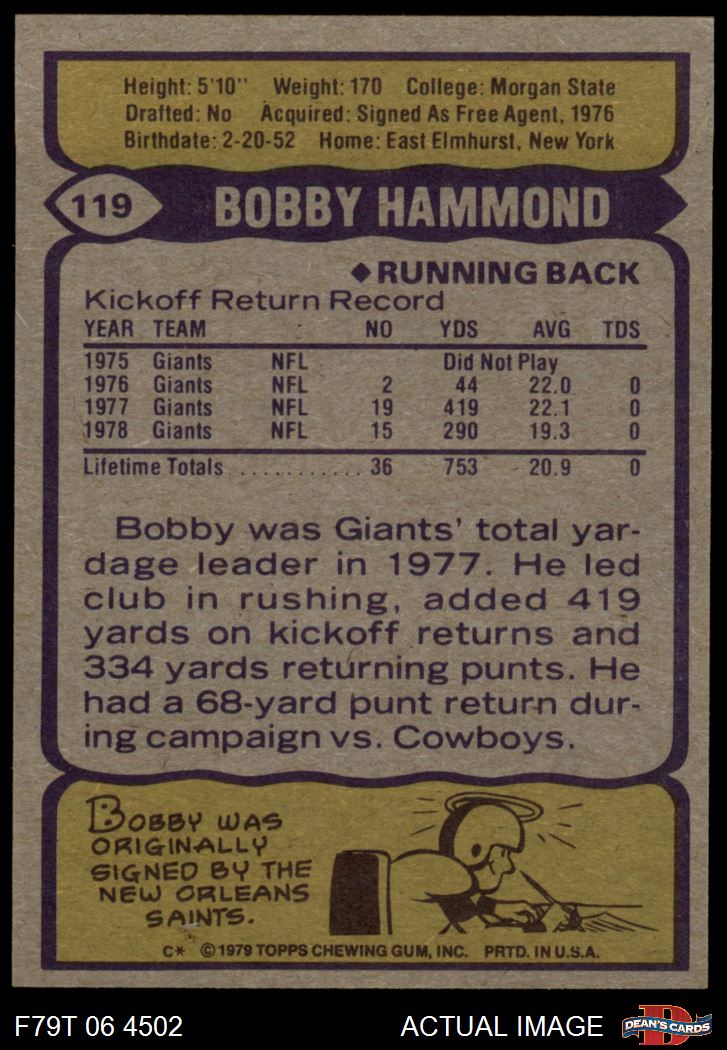 Height: 5'10" Weight: 170 College: Morgan State
Drafted: No Acquired: Signed As Free Agent, 1976
Birthdate: 2-20-52 Home: East Elmhurst, New York
119 BOBBY HAMMOND
◆ RUNNING BACK
Kickoff Return Record
YEAR TEAM NO YDS AVG TDS
1975 Giants NFL Did Not Play
1976 Giants NFL 2 44 22.0 0
1977 Giants NFL 19 419 22.1 0
1978 Giants NFL 15 290 19.3 0
Lifetime Totals ............ 36 753 20.9 0
Bobby was Giants' total yar-
dage leader in 1977. He led
club in rushing, added 419
yards on kickoff returns and
334 yards returning punts. He
had a 68-yard punt return dur-
ing campaign vs. Cowboys.
BOBBY WAS
ORIGINALLY
SIGNED BY THE
NEW ORLEANS
SAINTS.
C* ©1979 TOPPS CHEWING GUM, INC. PRTD. IN U.S.A.
F79T 06 4502 ACTUAL IMAGE D DEAN'S CARDS